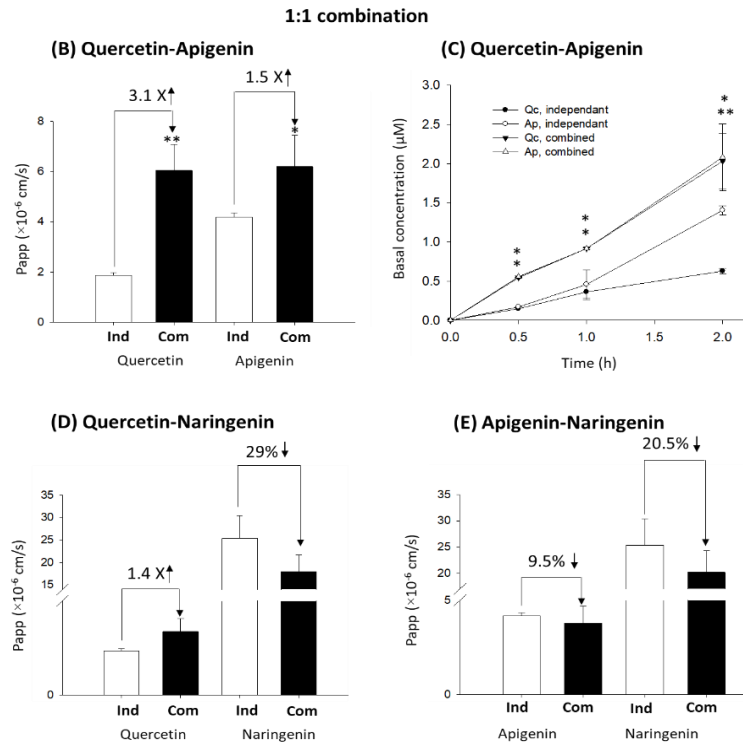 1:1 combination
(B) Quercetin-Apigenin
3.1 X↑
1.5 X↑
Papp (×10⁻⁶ cm/s)
8
6
4
2
0
**
*
Ind
Com
Ind
Com
Quercetin
Apigenin
(C) Quercetin-Apigenin
Basal concentration (μM)
3.0
2.5
2.0
1.5
1.0
0.5
0.0
Qc, independant
Ap, independant
Qc, combined
Ap, combined
*
*
*
*
*
**
0.0
0.5
1.0
1.5
2.0
Time (h)
(D) Quercetin-Naringenin
29% ↓
1.4 X↑
Papp (×10⁻⁶ cm/s)
35
30
25
20
15
0
Ind
Com
Ind
Com
Quercetin
Naringenin
(E) Apigenin-Naringenin
20.5% ↓
9.5% ↓
Papp (×10⁻⁶ cm/s)
35
30
25
20
15
5
0
Ind
Com
Ind
Com
Apigenin
Naringenin